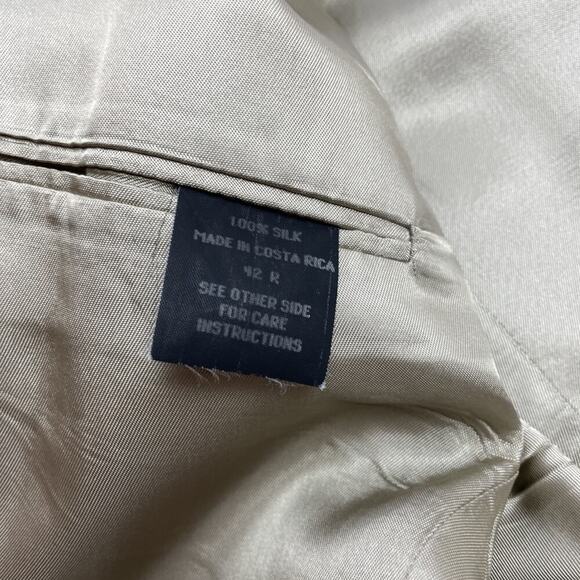 100% SILK
MADE IN COSTA RICA
42 R
SEE OTHER SIDE
FOR CARE
INSTRUCTIONS